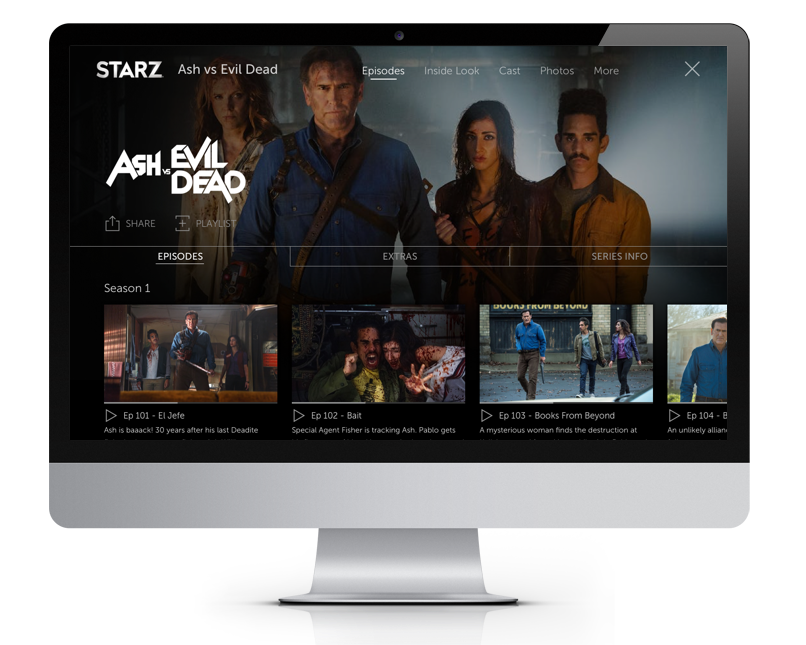 STARZ Ash vs Evil Dead Episodes Inside Look Cast Photos More
ASH vs EVIL DEAD
SHARE PLAYLIST
EPISODES EXTRAS SERIES INFO
Season 1
BOOKS FROM BEYOND
Ep 101 - El Jefe
Ep 102 - Bait
Ep 103 - Books From Beyond
Ep 104 - B
Ash is baaack! 30 years after his last Deadite
Special Agent Fisher is tracking Ash. Pablo gets
A mysterious woman finds the destruction at
An unlikely allian